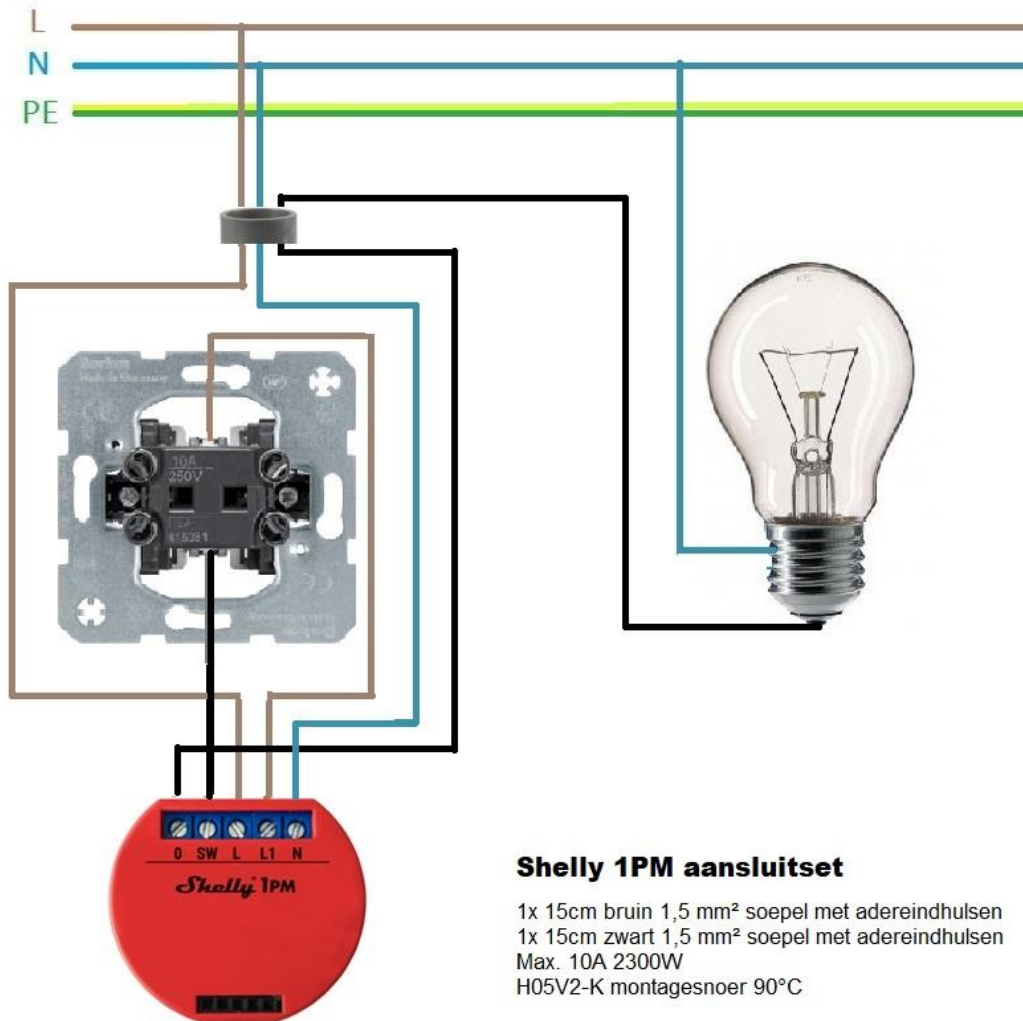 L
N
PE
10A
250V
0 SW L L1 N
Shelly 1PM
Shelly 1PM aansluitset
1x 15cm bruin 1,5 mm² soepel met adereindhulsen
1x 15cm zwart 1,5 mm² soepel met adereindhulsen
Max. 10A 2300W
H05V2-K montagesnoer 90°C